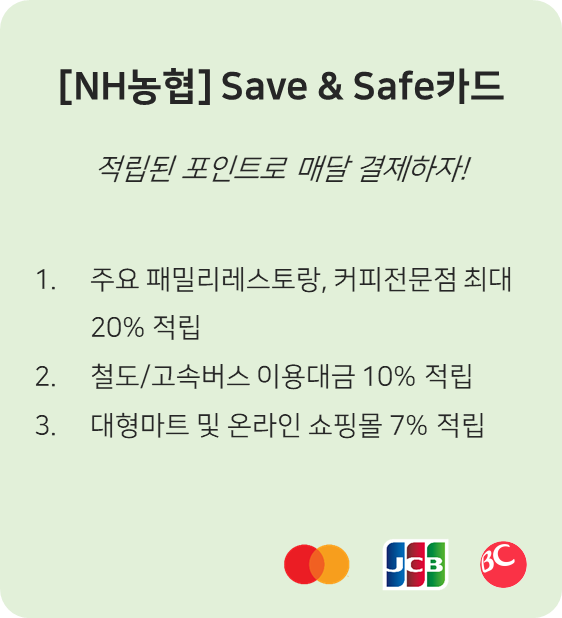 [NH농협] Save & Safe카드
적립된 포인트로 매달 결제하자!
1. 주요 패밀리레스토랑, 커피전문점 최대
20% 적립
2. 철도/고속버스 이용대금 10% 적립
3. 대형마트 및 온라인 쇼핑몰 7% 적립
JCB BC